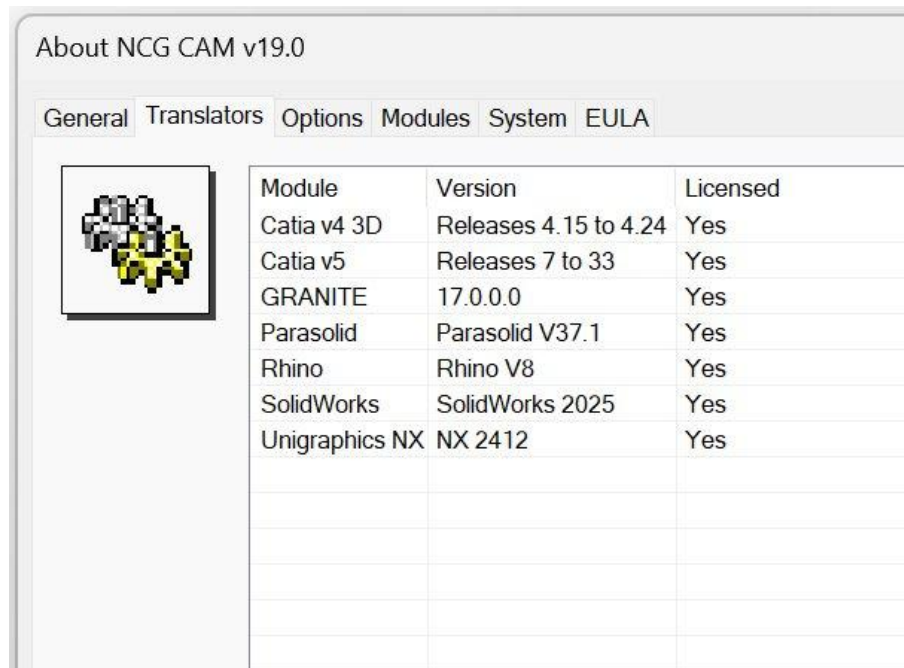 About NCG CAM v19.0
General Translators Options Modules System EULA
Module Version Licensed
Catia v4 3D Releases 4.15 to 4.24 Yes
Catia v5 Releases 7 to 33 Yes
GRANITE 17.0.0.0 Yes
Parasolid Parasolid V37.1 Yes
Rhino Rhino V8 Yes
SolidWorks SolidWorks 2025 Yes
Unigraphics NX NX 2412 Yes